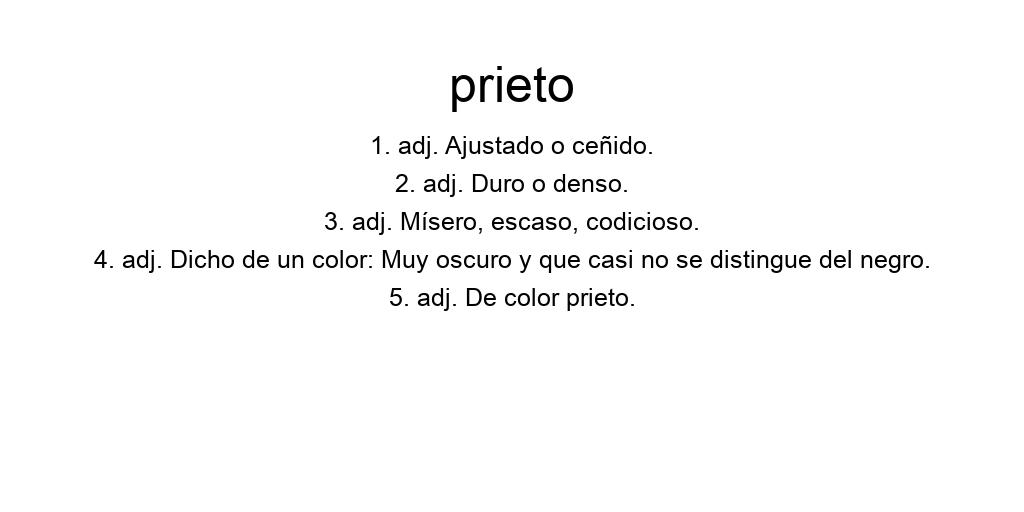 prieto
1. adj. Ajustado o ceñido.
2. adj. Duro o denso.
3. adj. Mísero, escaso, codicioso.
4. adj. Dicho de un color: Muy oscuro y que casi no se distingue del negro.
5. adj. De color prieto.